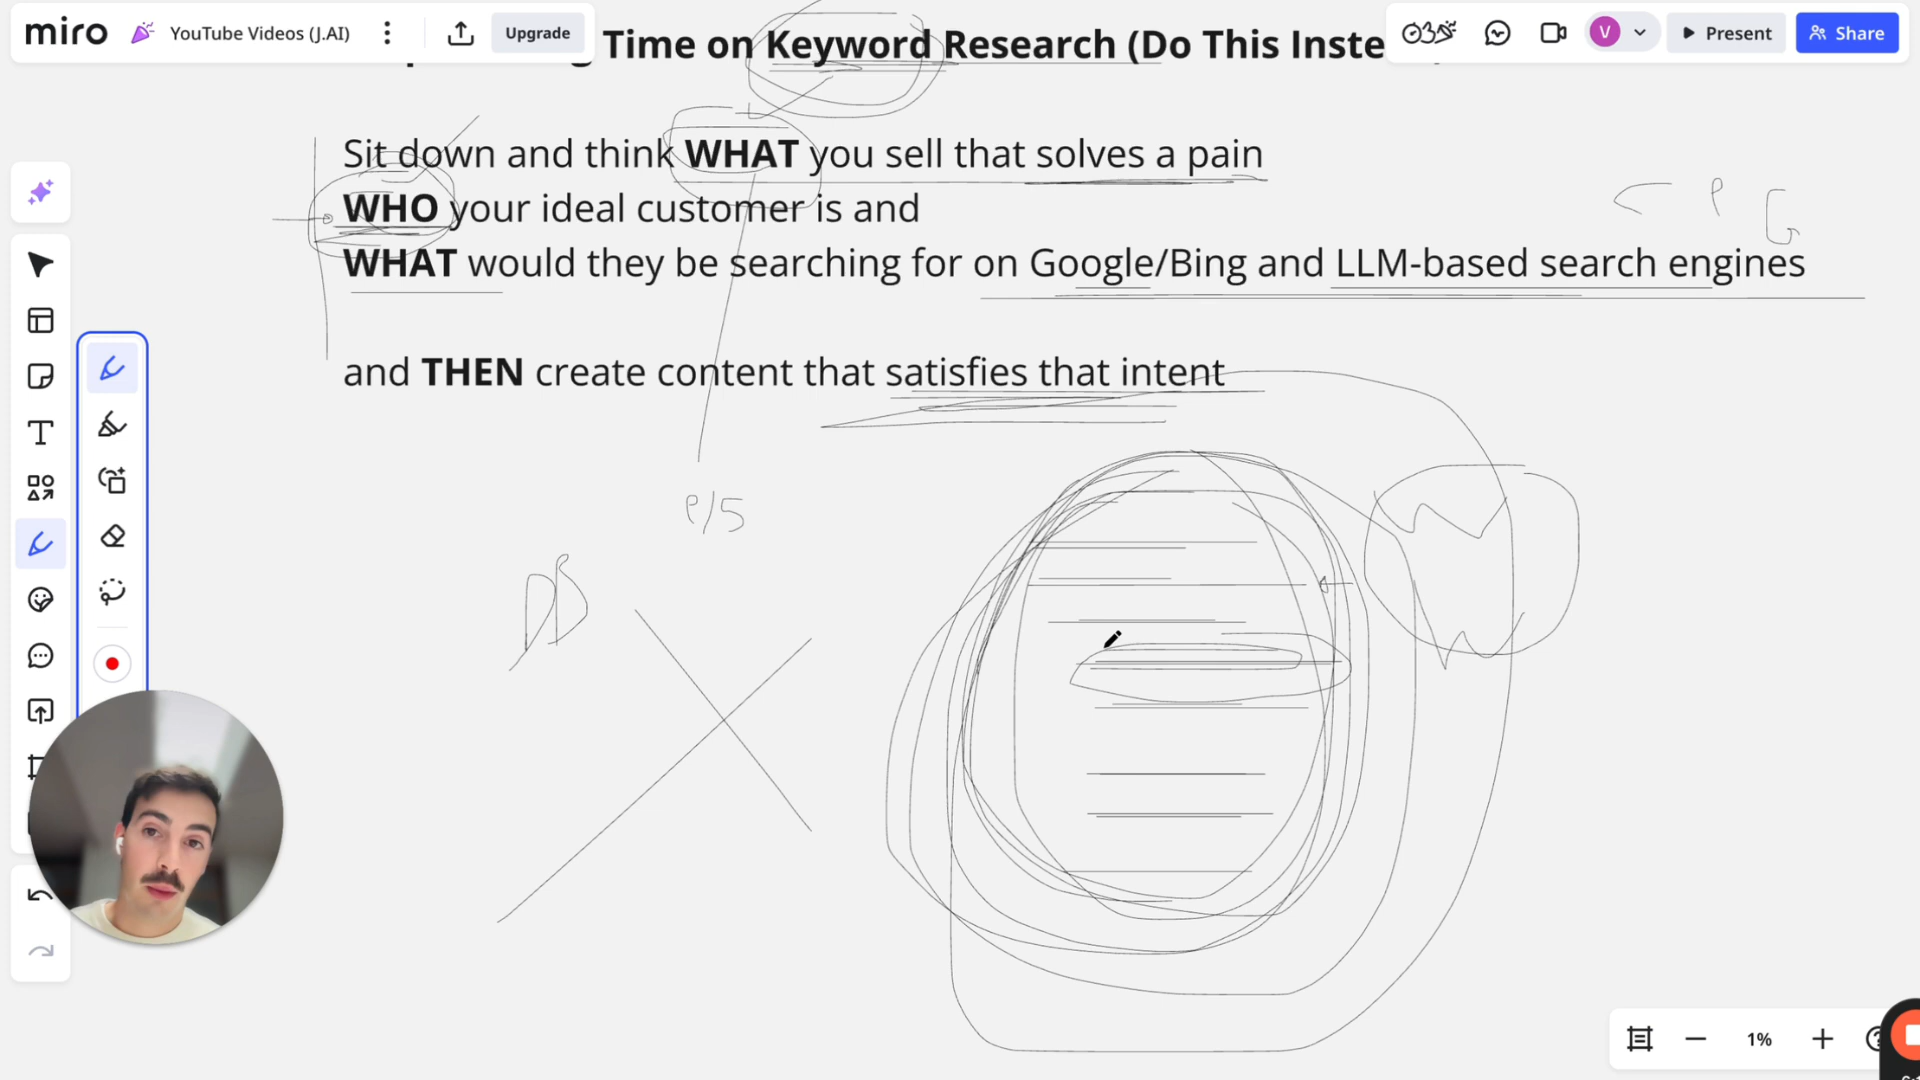 miro YouTube Videos (J.AI) Upgrade
Time on Keyword Research (Do This Inste
V Present Share
Sit down and think WHAT you sell that solves a pain
WHO your ideal customer is and
WHAT would they be searching for on Google/Bing and LLM-based search engines
and THEN create content that satisfies that intent
P/S
1%